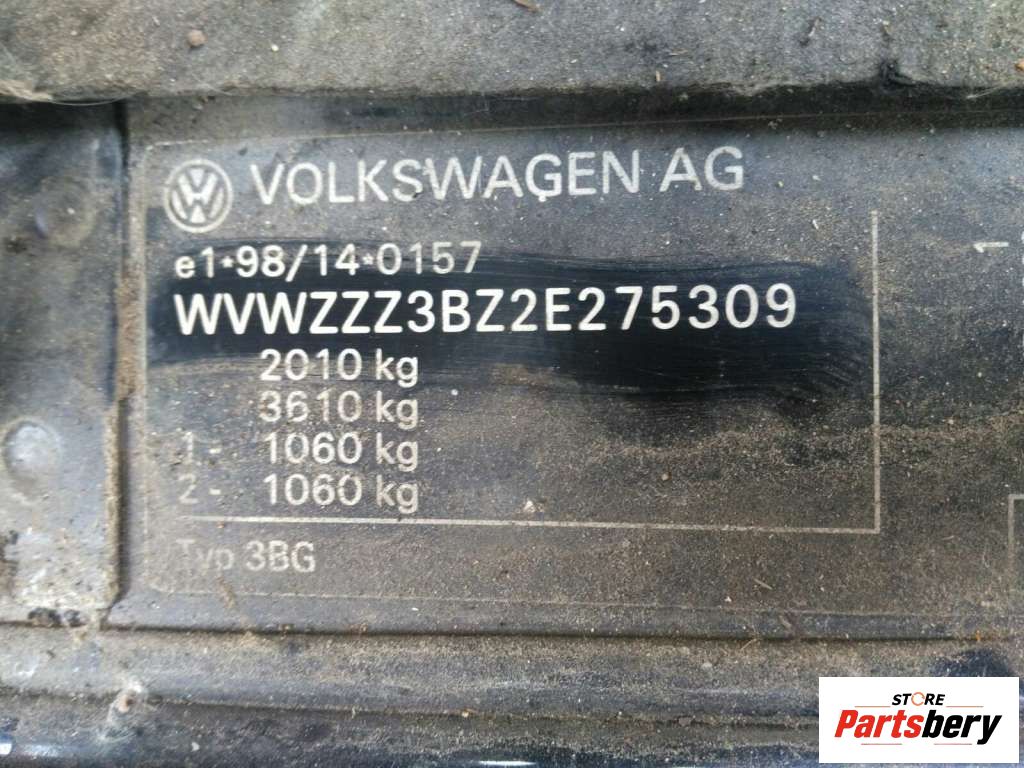 VOLKSWAGEN AG
e1*98/14*0157
WVWZZZ3BZ2E275309
2010 kg
3610 kg
1- 1060 kg
2- 1060 kg
Typ 3BG
1
STORE
Partsbery